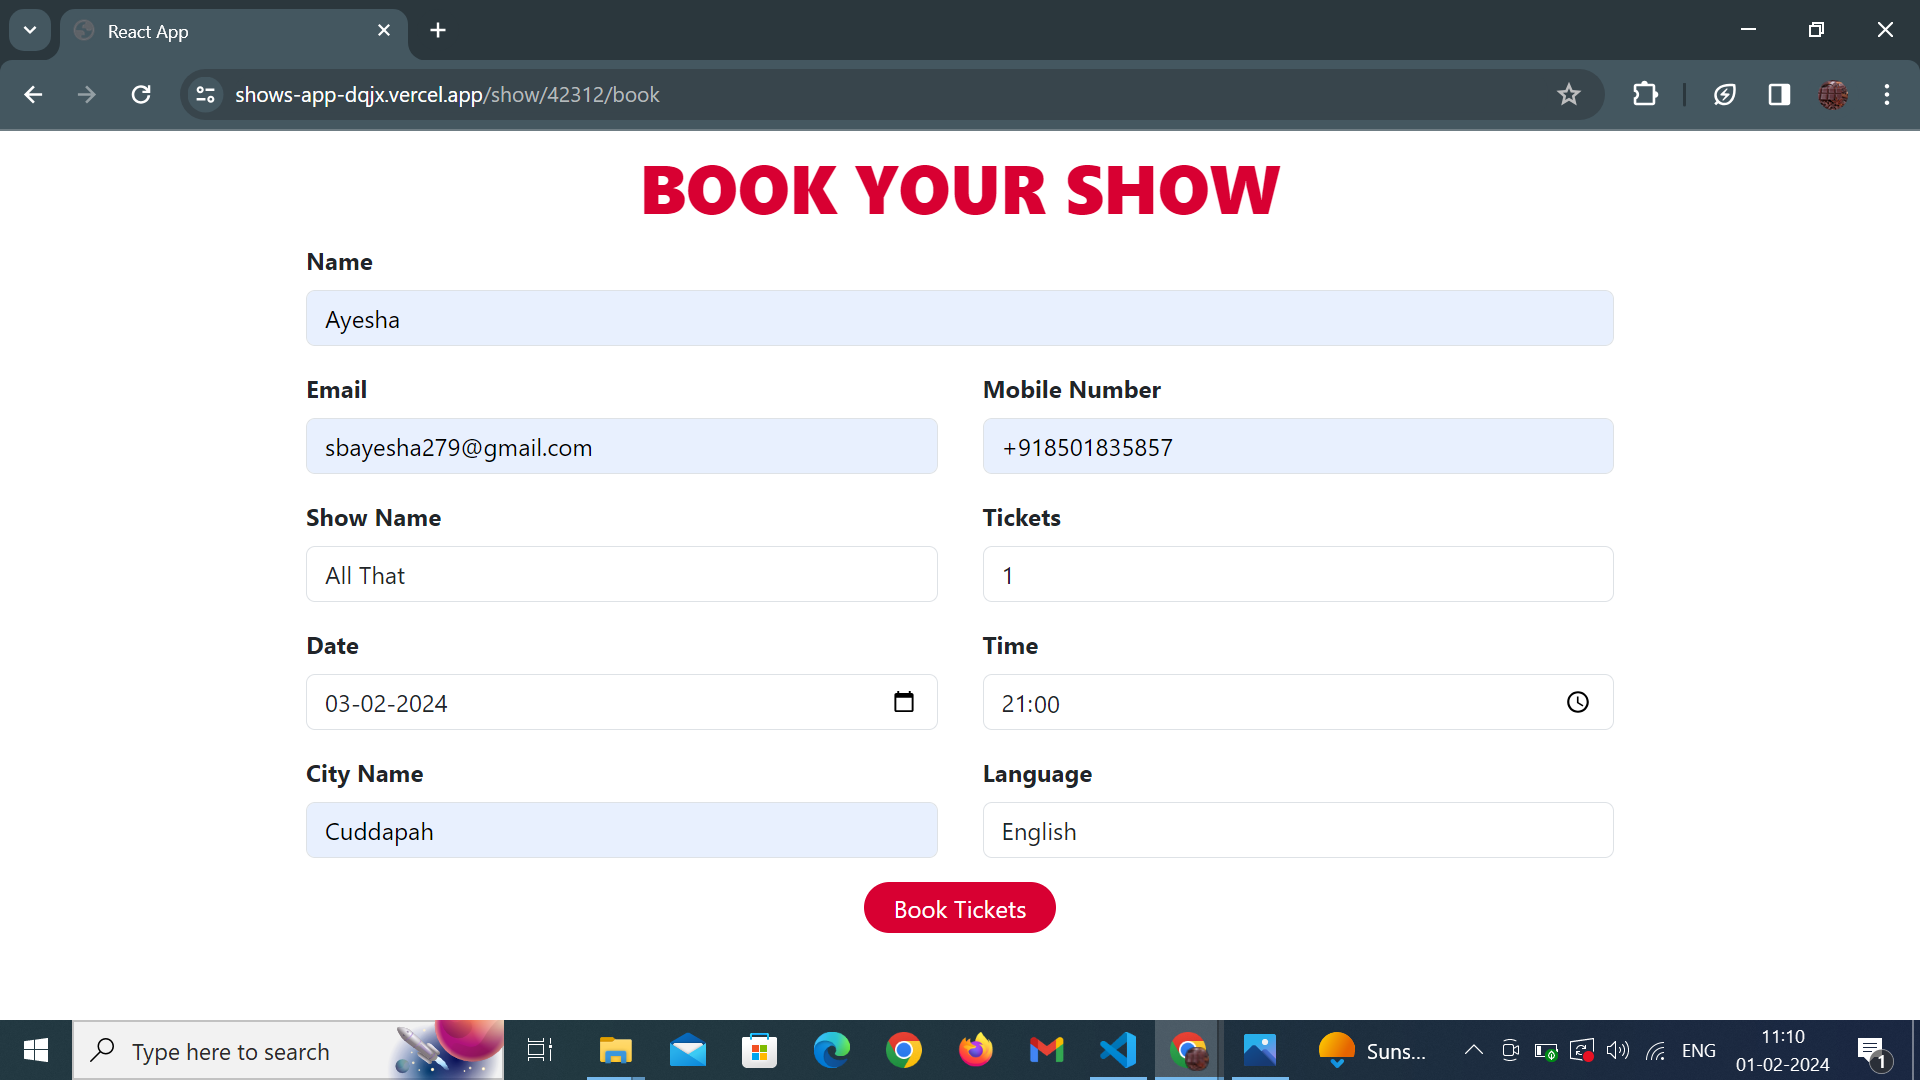 React App
shows-app-dqjx.vercel.app/show/42312/book
BOOK YOUR SHOW
Name
Ayesha
Email
Mobile Number
sbayesha279@gmail.com
+918501835857
Show Name
Tickets
All That
1
Date
Time
03-02-2024
21:00
City Name
Language
Cuddapah
English
Book Tickets
Type here to search
Suns...
ENG
11:10
01-02-2024
1